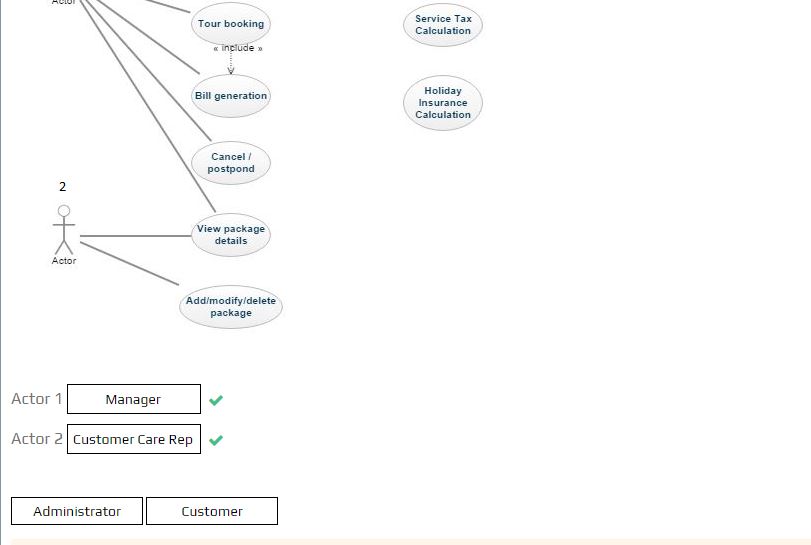 Actor
Tour booking
Service Tax
Calculation
« include »
Bill generation
Holiday
Insurance
Calculation
Cancel /
postpond
2
View package
details
Actor
Add/modify/delete
package
Actor 1 Manager
Actor 2 Customer Care Rep
Administrator Customer